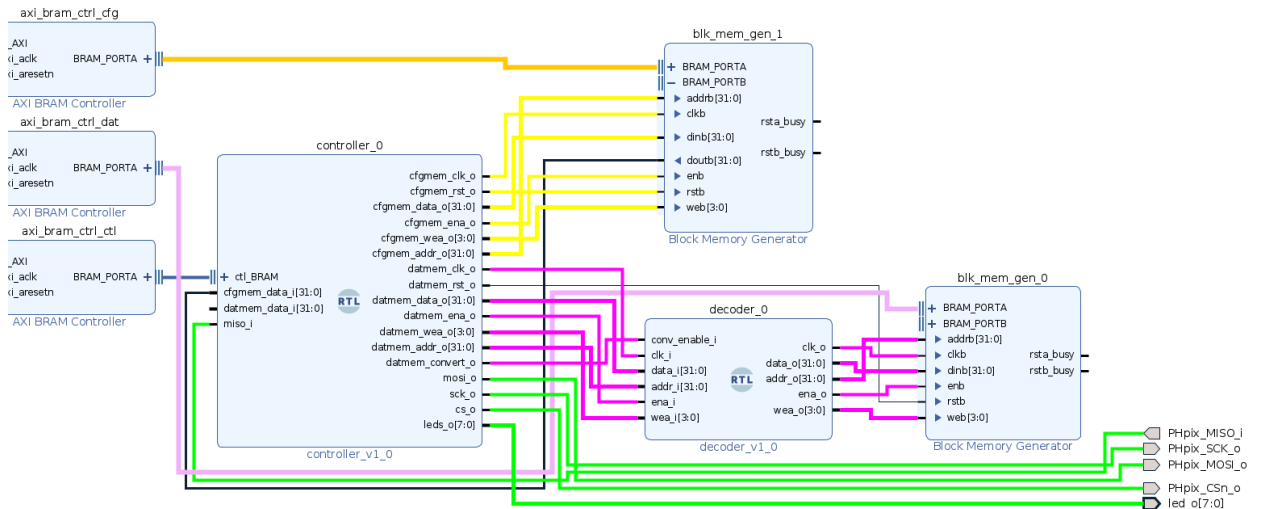 axi_bram_ctrl_cfg
_AXI
xi_aclk
xi_aresetn
BRAM_PORTA
AXI BRAM Controller
axi_bram_ctrl_dat
_AXI
xi_aclk
xi_aresetn
BRAM_PORTA
AXI BRAM Controller
axi_bram_ctrl_ctl
_AXI
xi_aclk
xi_aresetn
BRAM_PORTA
AXI BRAM Controller
controller_0
ctl_BRAM
cfgmem_data_i[31:0]
datmem_data_i[31:0]
miso_i
RTL
cfgmem_clk_o
cfgmem_rst_o
cfgmem_data_o[31:0]
cfgmem_ena_o
cfgmem_wea_o[3:0]
cfgmem_addr_o[31:0]
datmem_clk_o
datmem_rst_o
datmem_data_o[31:0]
datmem_ena_o
datmem_wea_o[3:0]
datmem_addr_o[31:0]
datmem_convert_o
mosi_o
sck_o
cs_o
leds_o[7:0]
controller_v1_0
blk_mem_gen_1
BRAM_PORTA
BRAM_PORTB
addrb[31:0]
clkb
dinb[31:0]
doutb[31:0]
enb
rstb
web[3:0]
rsta_busy
rstb_busy
Block Memory Generator
decoder_0
conv_enable_i
clk_i
data_i[31:0]
addr_i[31:0]
ena_i
wea_i[3:0]
RTL
clk_o
data_o[31:0]
addr_o[31:0]
ena_o
wea_o[3:0]
decoder_v1_0
blk_mem_gen_0
BRAM_PORTA
BRAM_PORTB
addrb[31:0]
clkb
dinb[31:0]
enb
rstb
web[3:0]
rsta_busy
rstb_busy
Block Memory Generator
PHpix_MISO_i
PHpix_SCK_o
PHpix_MOSI_o
PHpix_CSn_o
led_o[7:0]